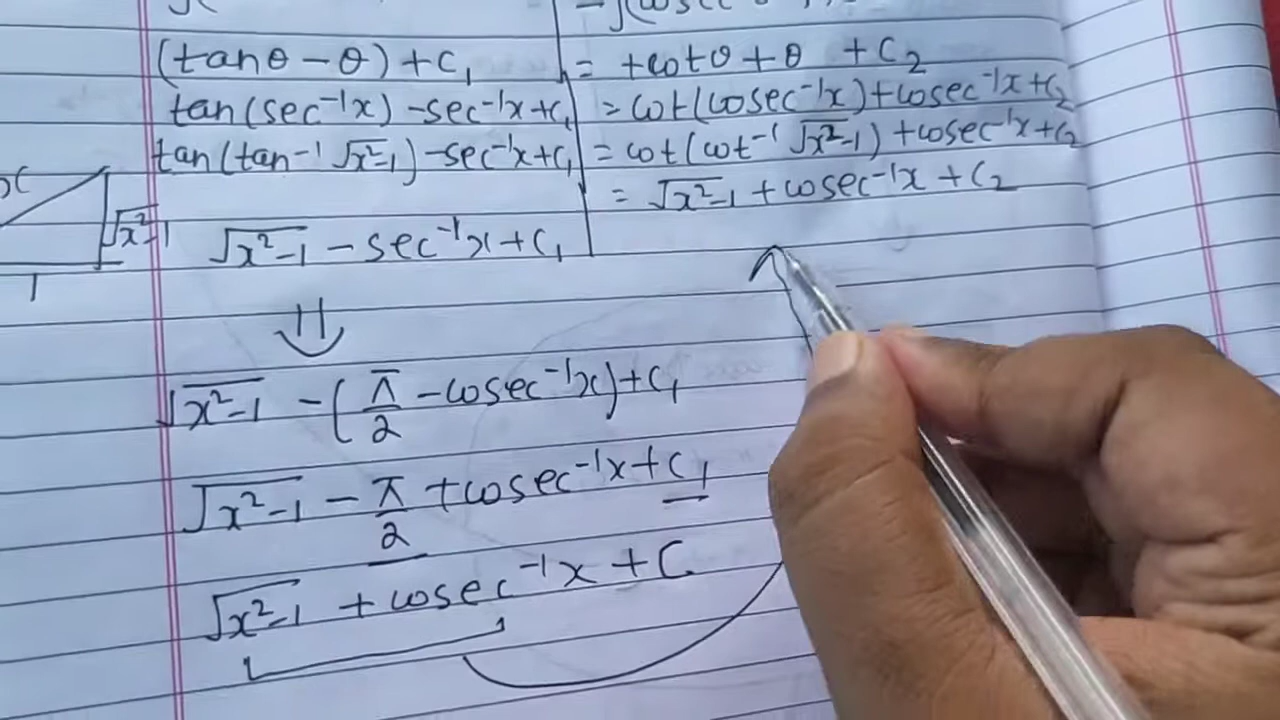 (tanθ − θ) + C₁
tan(sec⁻¹x) − sec⁻¹x + C₁
tan(tan⁻¹ √x²−1) − sec⁻¹x + C₁
√x²−1 − sec⁻¹x + C₁
x
√x²−1
1
= +cotθ + θ + C₂
= cot(cosec⁻¹x) + cosec⁻¹x + C₂
= cot(cot⁻¹ √x²−1) + cosec⁻¹x + C₂
= √x²−1 + cosec⁻¹x + C₂
⇓
√x²−1 − (π/2 − cosec⁻¹x) + C₁
√x²−1 − π/2 + cosec⁻¹x + C₁
√x²−1 + cosec⁻¹x + C